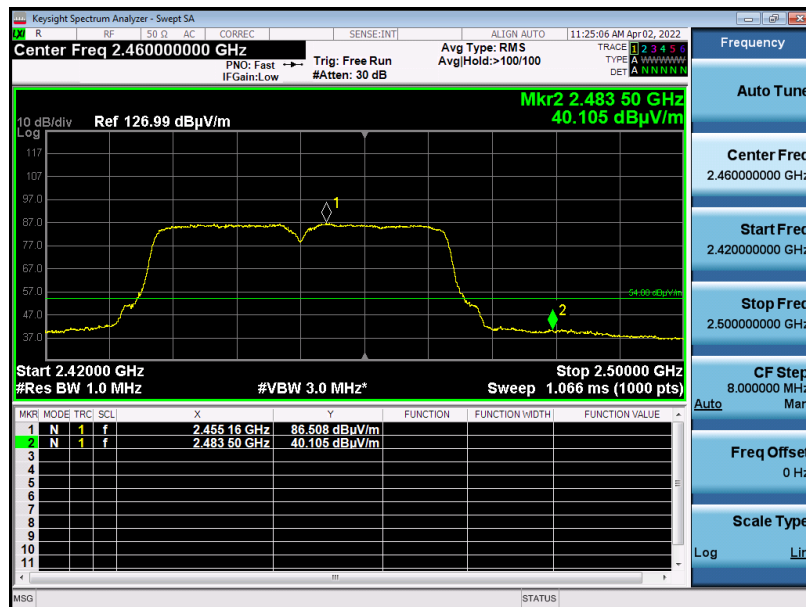 Keysight Spectrum Analyzer - Swept SA
LXI R RF 50 Ω AC CORREC SENSE:INT ALIGN AUTO 11:25:06 AM Apr 02, 2022
Center Freq 2.460000000 GHz
PNO: Fast
IFGain:Low
Trig: Free Run
#Atten: 30 dB
Avg Type: RMS
Avg|Hold:>100/100
TRACE 1 2 3 4 5 6
TYPE A WWWWW
DET A N N N N N
Mkr2 2.483 50 GHz
40.105 dBµV/m
10 dB/div Ref 126.99 dBµV/m
Log
117
107
97.0
87.0
77.0
67.0
57.0
47.0
37.0
1
54.00 dBµV/m
2
Start 2.42000 GHz Stop 2.50000 GHz
#Res BW 1.0 MHz #VBW 3.0 MHz* Sweep 1.066 ms (1000 pts)
MKR MODE TRC SCL X Y FUNCTION FUNCTION WIDTH FUNCTION VALUE
1 N 1 f 2.455 16 GHz 86.508 dBµV/m
2 N 1 f 2.483 50 GHz 40.105 dBµV/m
3
4
5
6
7
8
9
10
11
MSG STATUS
Frequency
Auto Tune
Center Freq
2.460000000 GHz
Start Freq
2.420000000 GHz
Stop Freq
2.500000000 GHz
CF Step
8.000000 MHz
Auto Man
Freq Offset
0 Hz
Scale Type
Log Lin